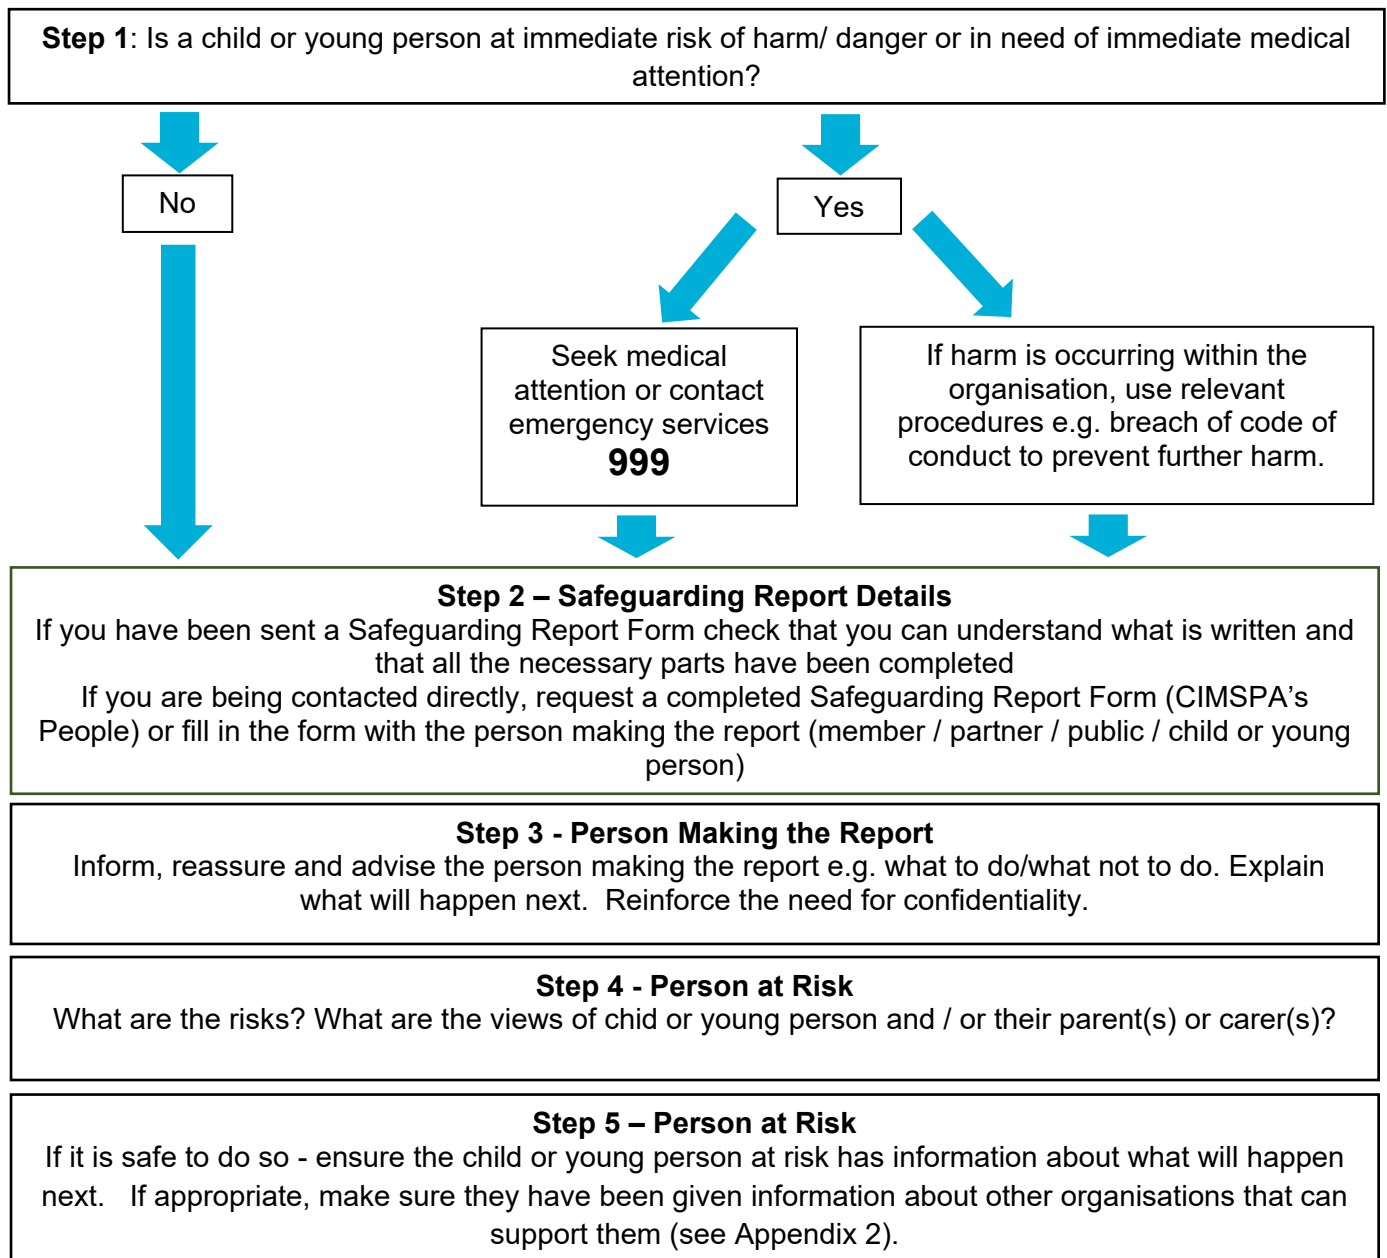 Step 1: Is a child or young person at immediate risk of harm/ danger or in need of immediate medical
attention?
No
Yes
Seek medical
attention or contact
emergency services
999
If harm is occurring within the
organisation, use relevant
procedures e.g. breach of code of
conduct to prevent further harm.
Step 2 – Safeguarding Report Details
If you have been sent a Safeguarding Report Form check that you can understand what is written and
that all the necessary parts have been completed
If you are being contacted directly, request a completed Safeguarding Report Form (CIMSPA’s
People) or fill in the form with the person making the report (member / partner / public / child or young
person)
Step 3 - Person Making the Report
Inform, reassure and advise the person making the report e.g. what to do/what not to do. Explain
what will happen next.  Reinforce the need for confidentiality.
Step 4 - Person at Risk
What are the risks? What are the views of chid or young person and / or their parent(s) or carer(s)?
Step 5 – Person at Risk
If it is safe to do so - ensure the child or young person at risk has information about what will happen
next.   If appropriate, make sure they have been given information about other organisations that can
support them (see Appendix 2).